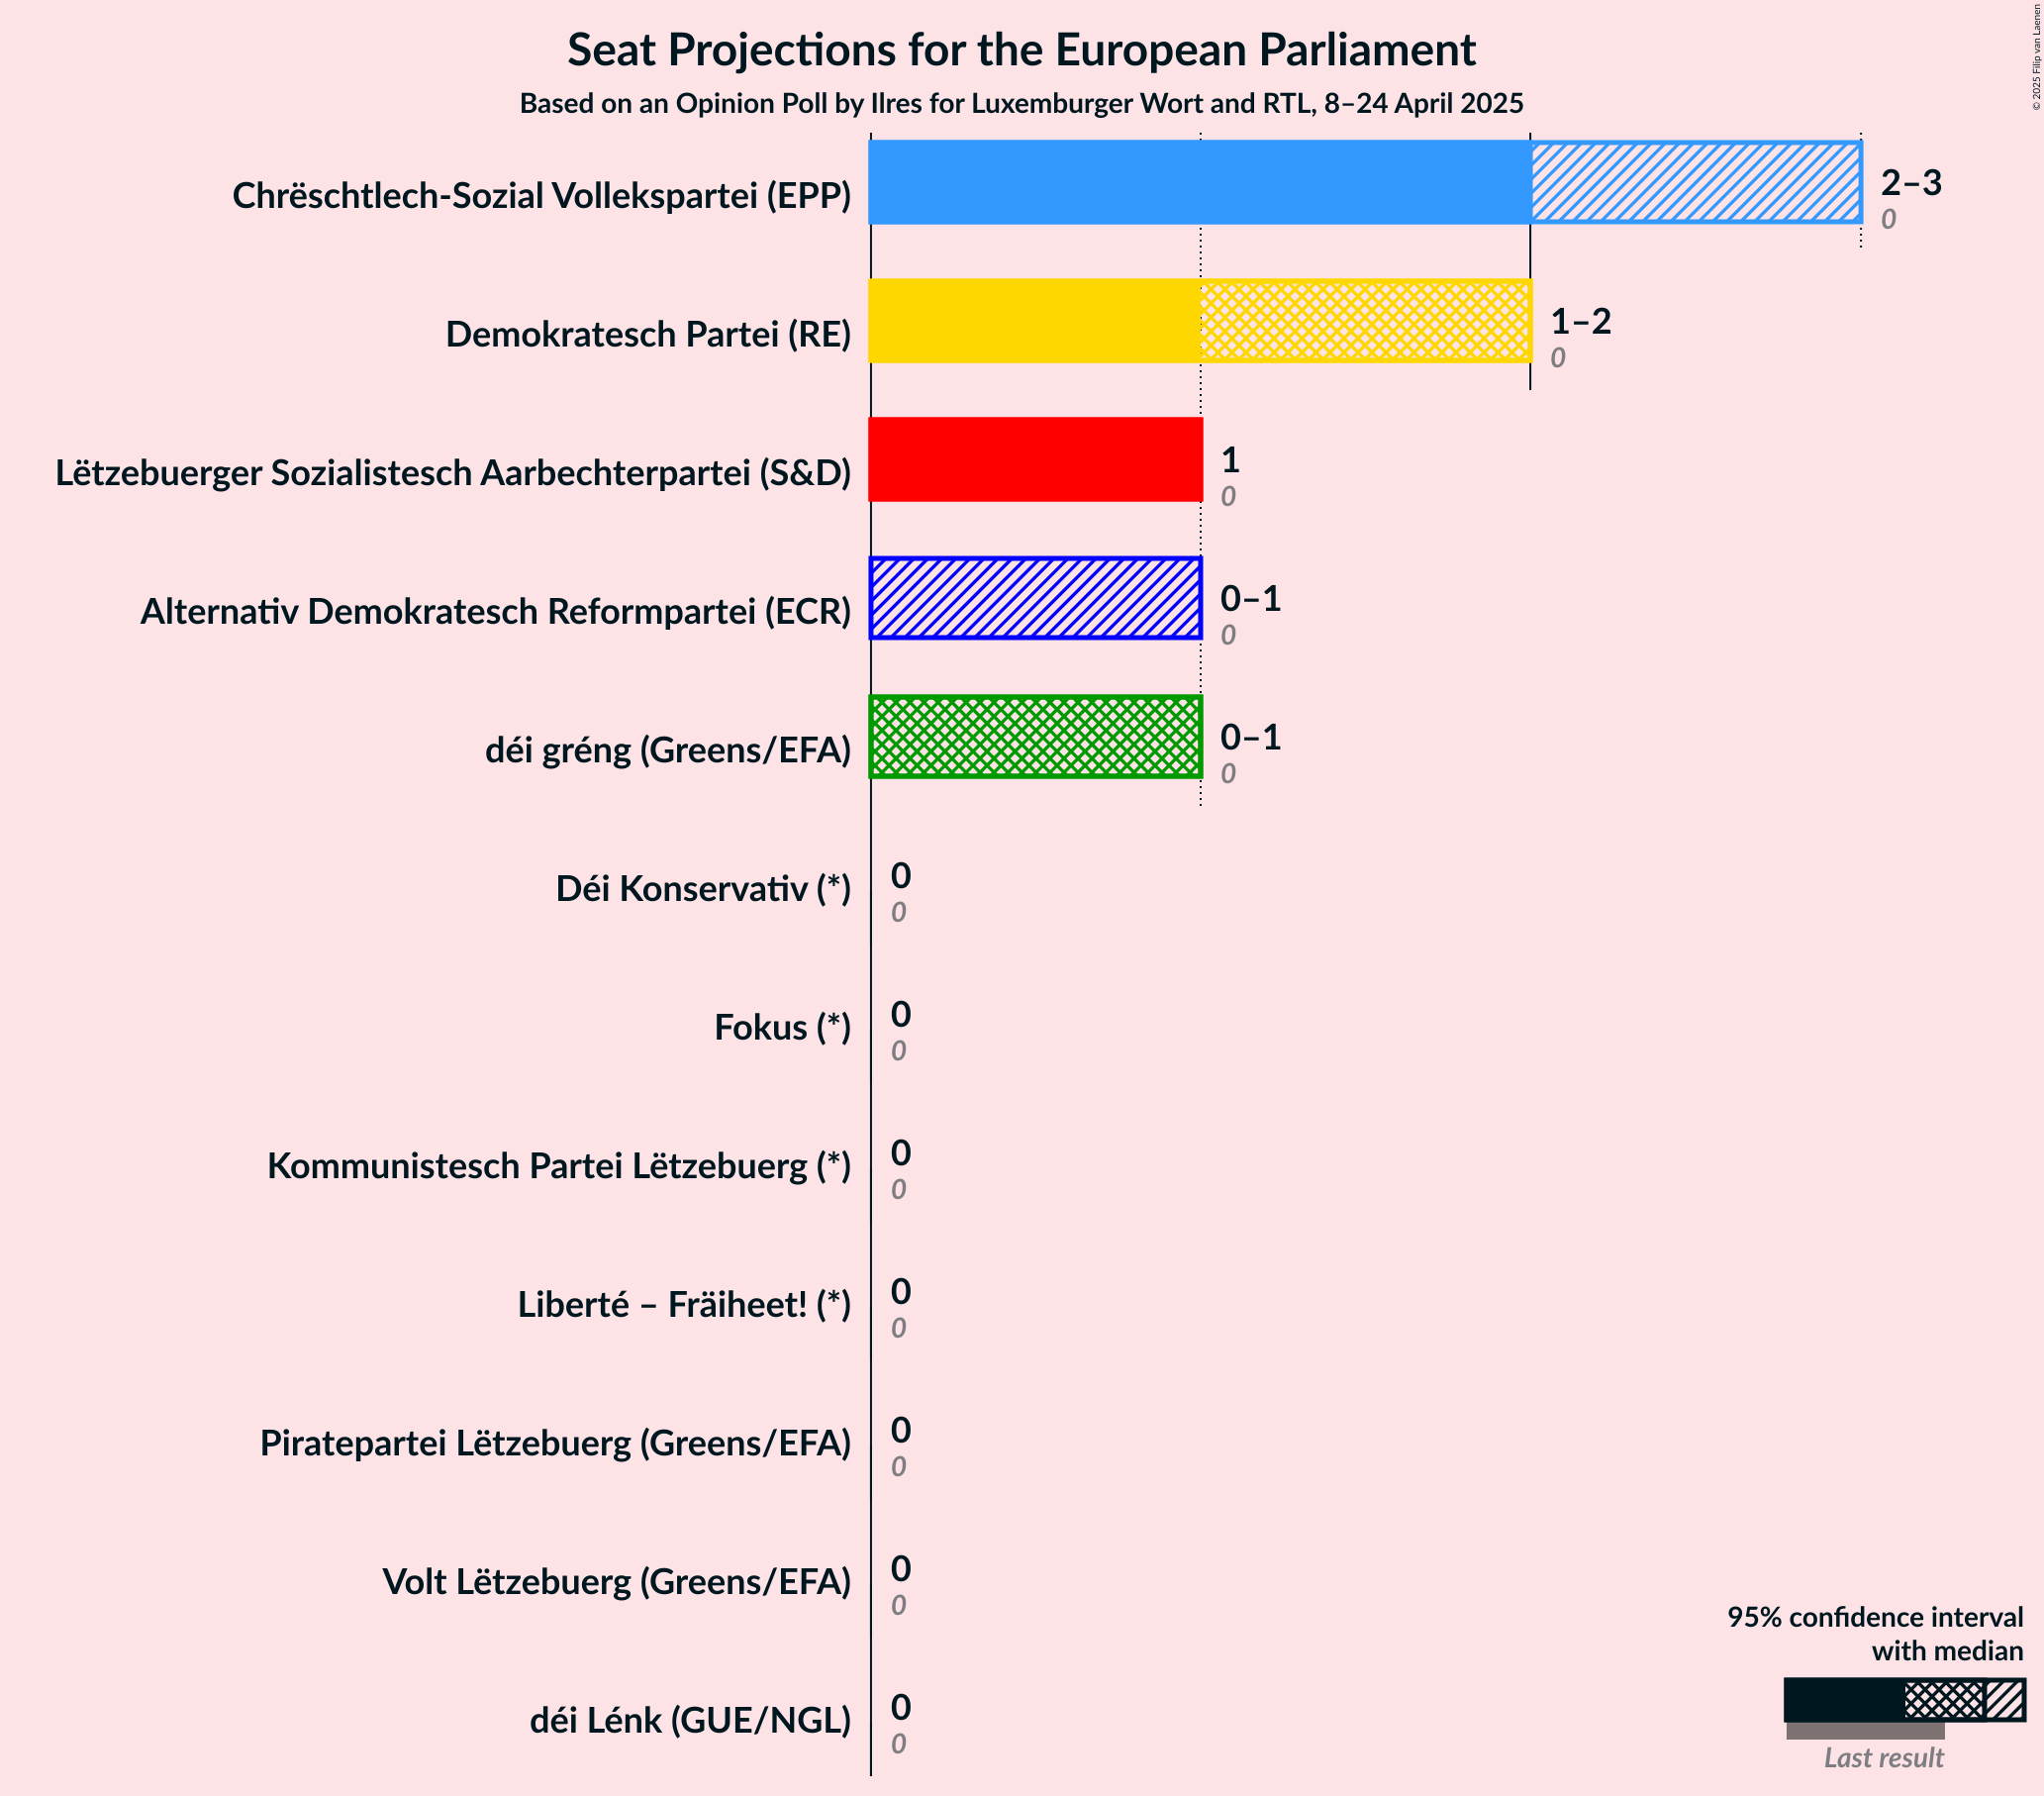 Seat Projections for the European Parliament
Based on an Opinion Poll by Ilres for Luxemburger Wort and RTL, 8–24 April 2025
© 2025 Filip van Laenen
Chrëschtlech-Sozial Vollekspartei (EPP)
2–3
0
Demokratesch Partei (RE)
1–2
0
Lëtzebuerger Sozialistesch Aarbechterpartei (S&D)
1
0
Alternativ Demokratesch Reformpartei (ECR)
0–1
0
déi gréng (Greens/EFA)
0–1
0
Déi Konservativ (*)
0
0
Fokus (*)
0
0
Kommunistesch Partei Lëtzebuerg (*)
0
0
Liberté – Fräiheet! (*)
0
0
Piratepartei Lëtzebuerg (Greens/EFA)
0
0
Volt Lëtzebuerg (Greens/EFA)
0
0
déi Lénk (GUE/NGL)
0
0
95% confidence interval
with median
Last result